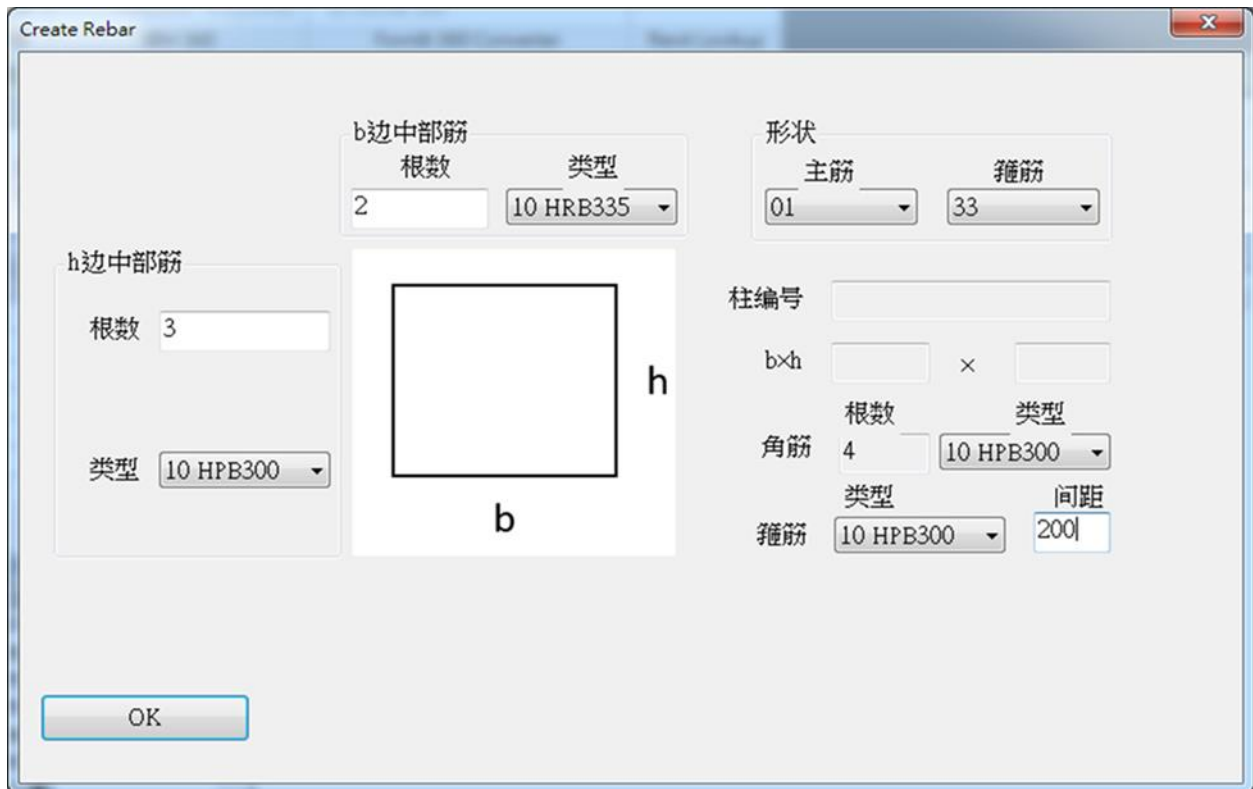 Create Rebar
b边中部筋
根数 类型
2 10 HRB335
形状
主筋 箍筋
01 33
h边中部筋
根数 3
类型 10 HPB300
h
b
柱编号
b×h ×
根数 类型
角筋 4 10 HPB300
类型 间距
箍筋 10 HPB300 200
OK